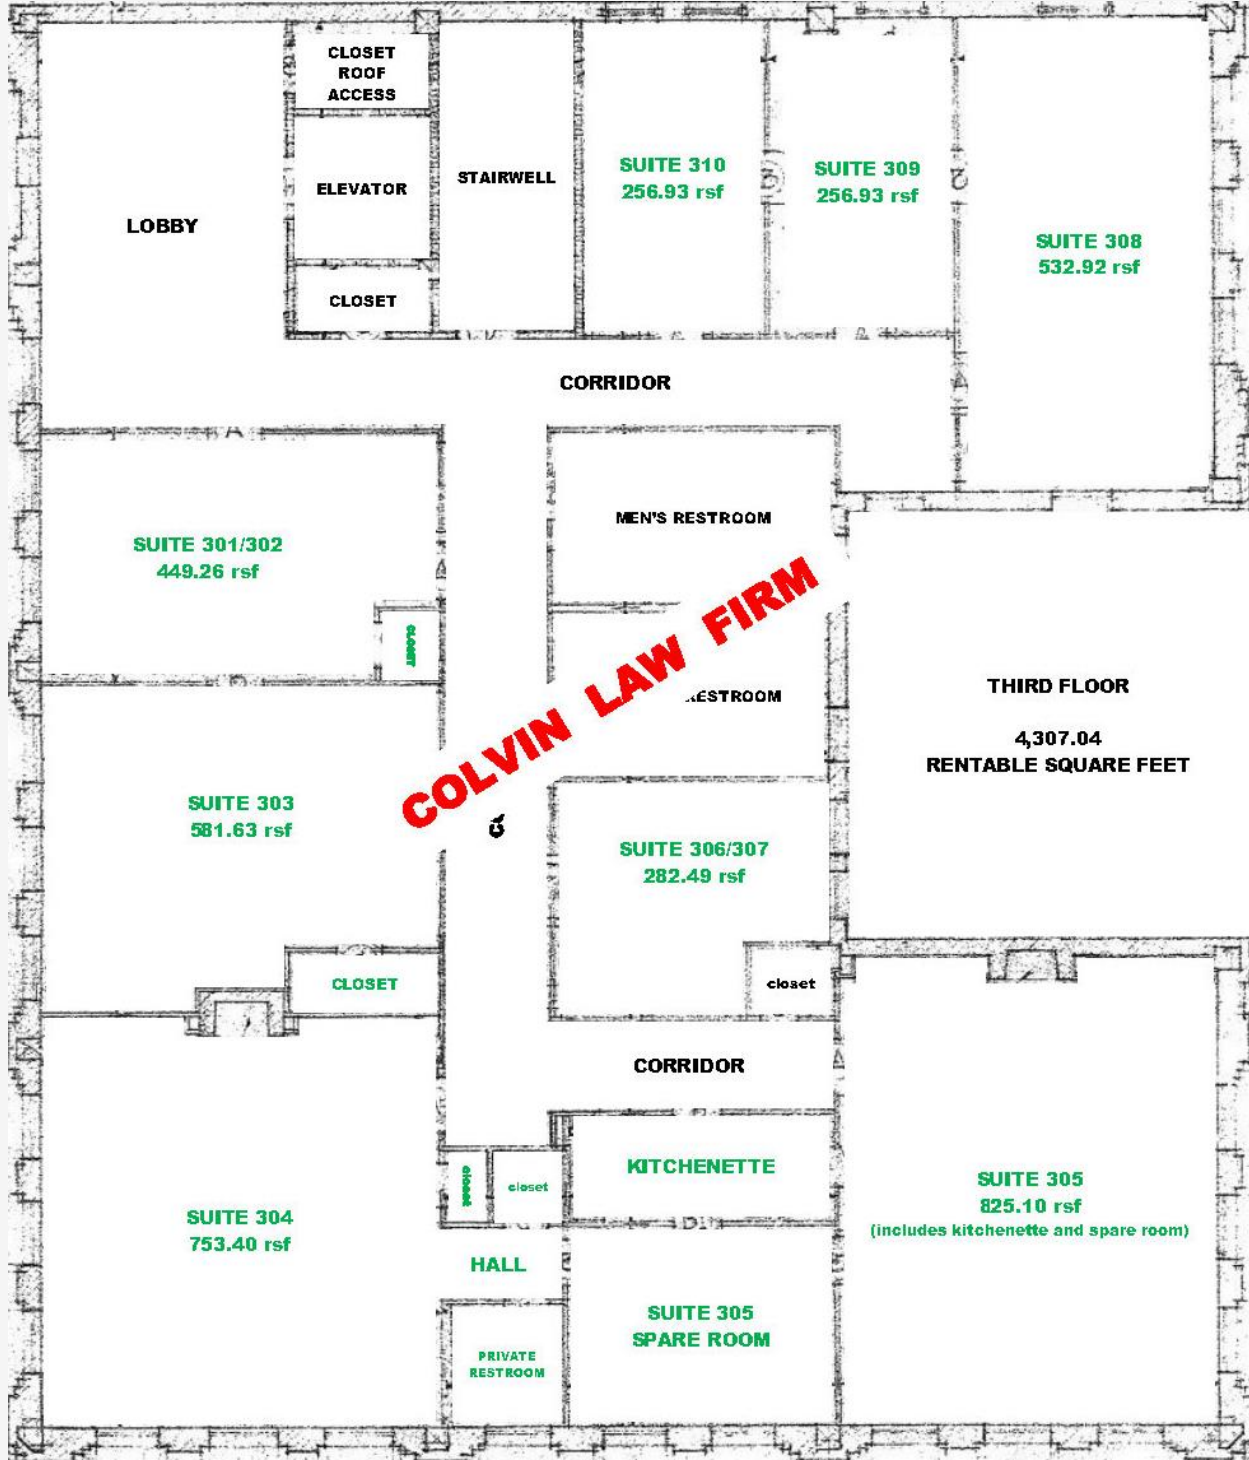 CLOSET
ROOF
ACCESS
ELEVATOR
CLOSET
LOBBY
STAIRWELL
SUITE 310
256.93 rsf
SUITE 309
256.93 rsf
SUITE 308
532.92 rsf
CORRIDOR
MEN'S RESTROOM
SUITE 301/302
449.26 rsf
CLOSET
COLVIN LAW FIRM
RESTROOM
THIRD FLOOR
4,307.04
RENTABLE SQUARE FEET
SUITE 303
581.63 rsf
CLOSET
SUITE 306/307
282.49 rsf
closet
CORRIDOR
KITCHENETTE
closet
closet
SUITE 304
753.40 rsf
HALL
SUITE 305
825.10 rsf
(includes kitchenette and spare room)
SUITE 305
SPARE ROOM
PRIVATE
RESTROOM